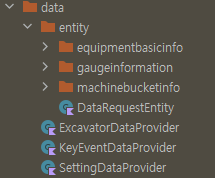 data
entity
equipmentbasicinfo
gaugeinformation
machinebucketinfo
DataRequestEntity
ExcavatorDataProvider
KeyEventDataProvider
SettingDataProvider